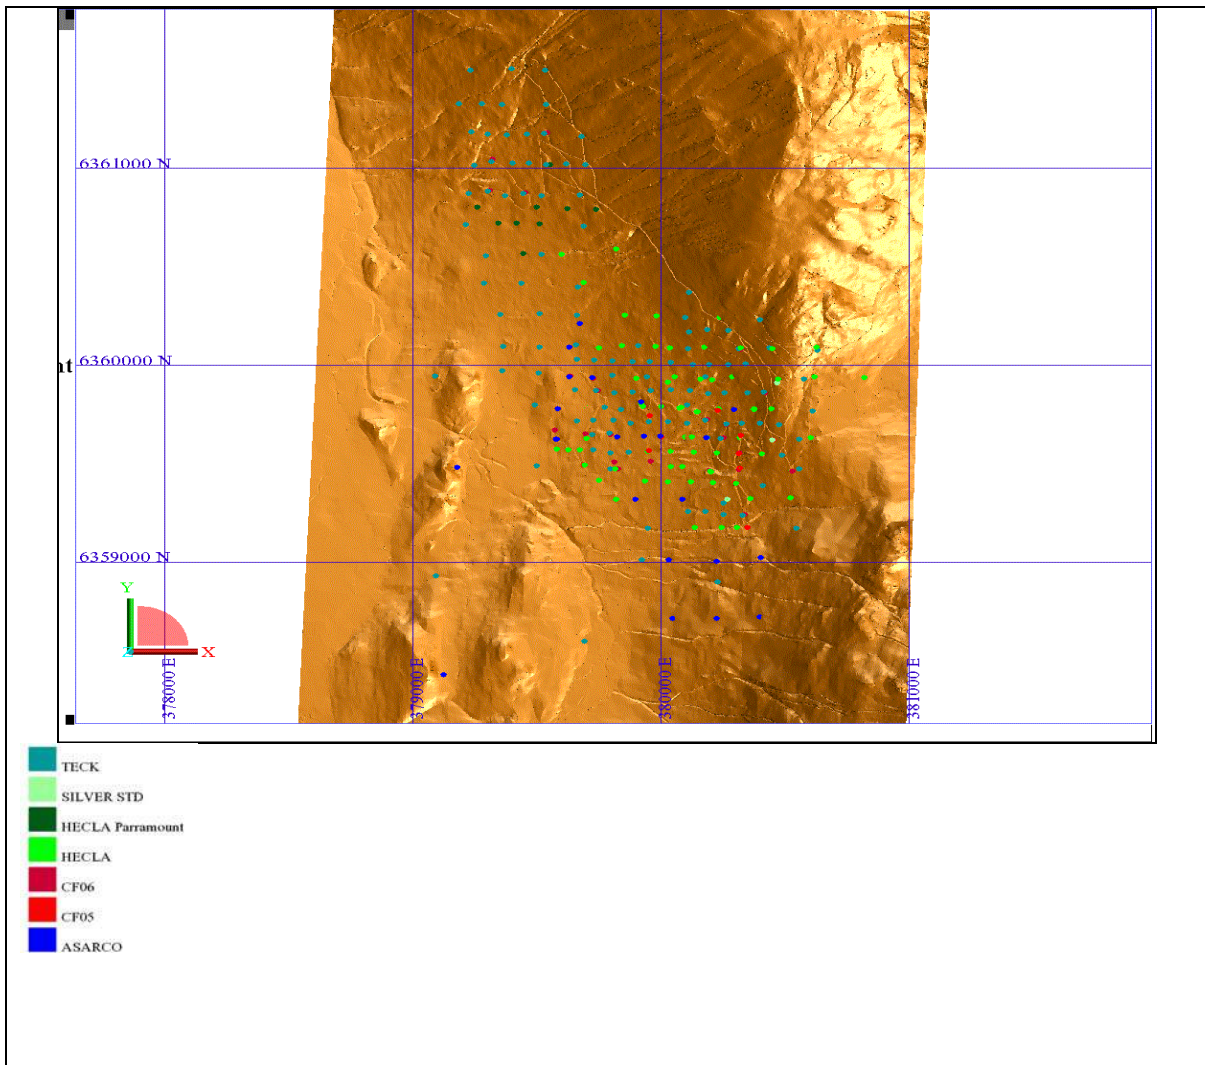 6361000 N
6360000 N
nt
6359000 N
Y
Z
X
378000 E
379000 E
380000 E
381000 E
TECK
SILVER STD
HECLA Parramount
HECLA
CF06
CF05
ASARCO